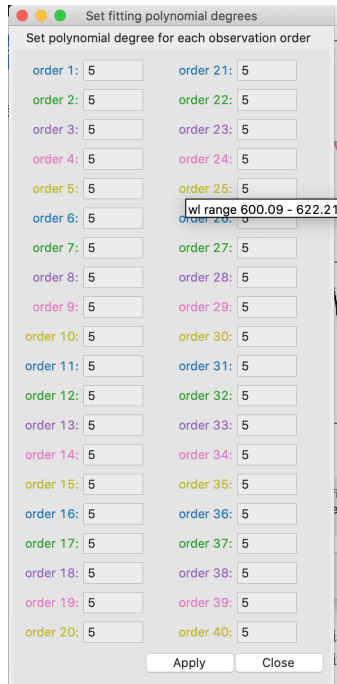 Set fitting polynomial degrees
Set polynomial degree for each observation order
order 1: 5 order 21: 5
order 2: 5 order 22: 5
order 3: 5 order 23: 5
order 4: 5 order 24: 5
order 5: 5 order 25: 5
wl range 600.09 - 622.21
order 6: 5 order 26: 5
order 7: 5 order 27: 5
order 8: 5 order 28: 5
order 9: 5 order 29: 5
order 10: 5 order 30: 5
order 11: 5 order 31: 5
order 12: 5 order 32: 5
order 13: 5 order 33: 5
order 14: 5 order 34: 5
order 15: 5 order 35: 5
order 16: 5 order 36: 5
order 17: 5 order 37: 5
order 18: 5 order 38: 5
order 19: 5 order 39: 5
order 20: 5 order 40: 5
Apply Close